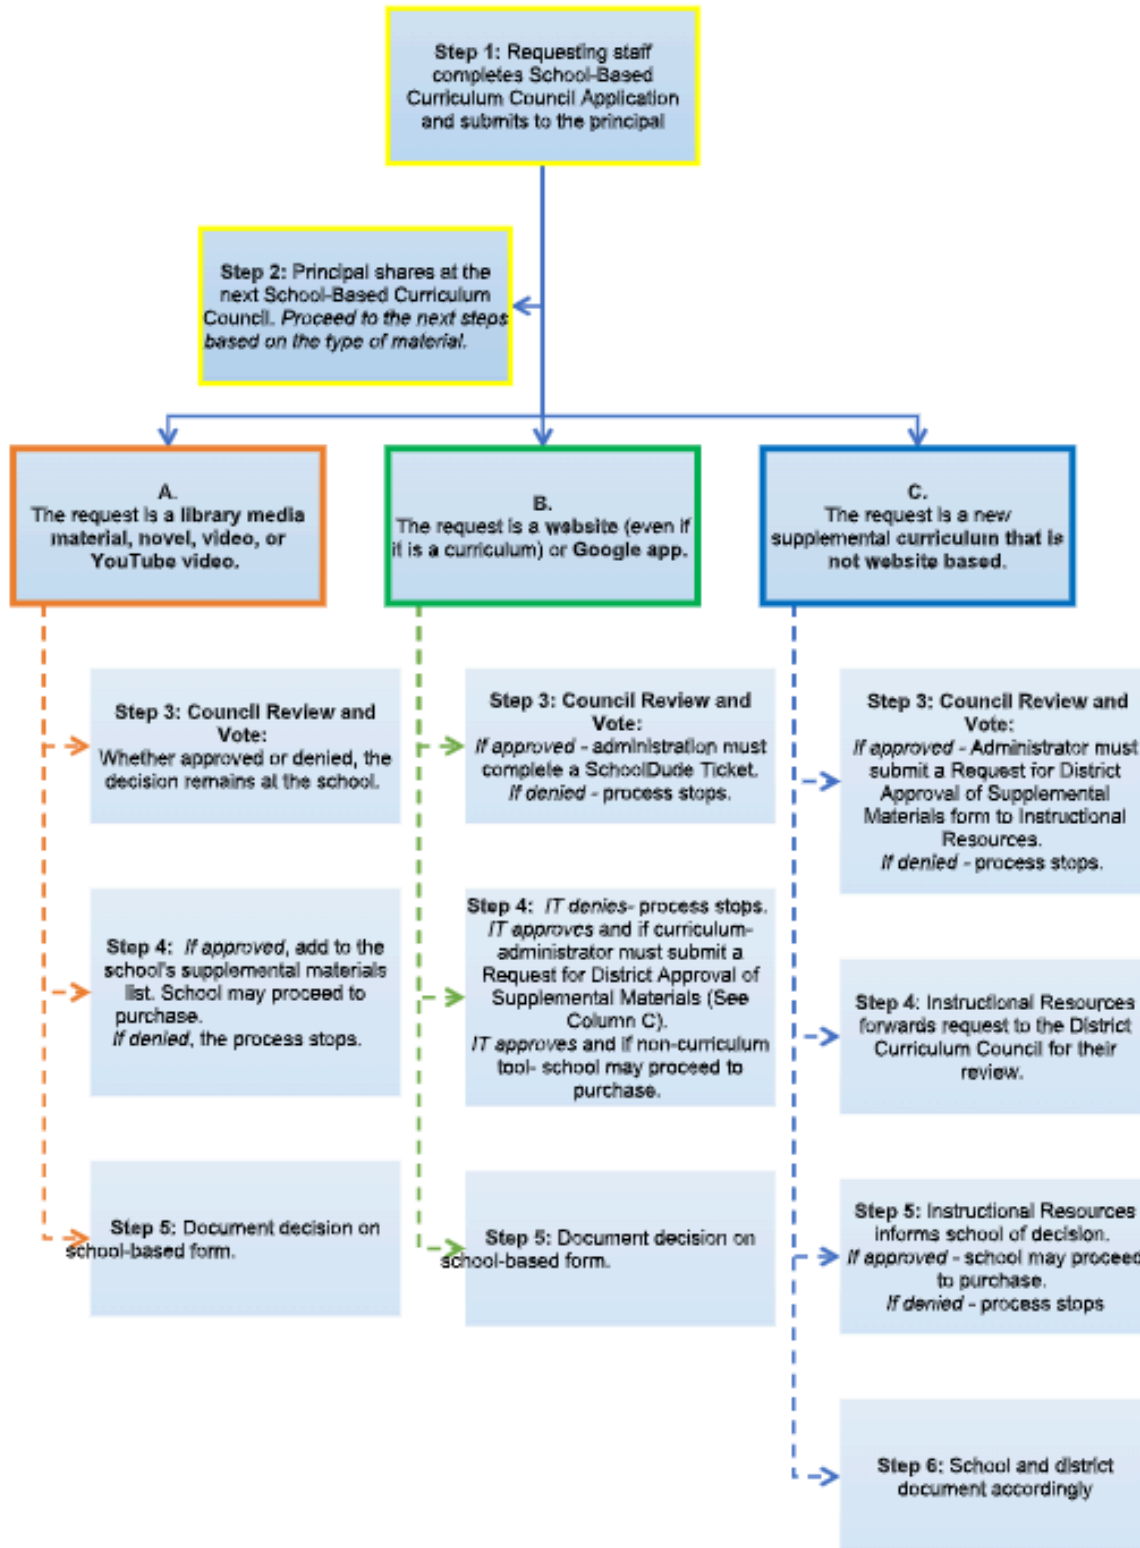 Step 1: Requesting staff
completes School-Based
Curriculum Council Application
and submits to the principal
Step 2: Principal shares at the
next School-Based Curriculum
Council. Proceed to the next steps
based on the type of material.
A.
The request is a library media
material, novel, video, or
YouTube video.
Step 3: Council Review and
Vote:
Whether approved or denied, the
decision remains at the school.
Step 4: If approved, add to the
school's supplemental materials
list. School may proceed to
purchase.
If denied, the process stops.
Step 5: Document decision on
school-based form.
B.
The request is a website (even if
it is a curriculum) or Google app.
Step 3: Council Review and
Vote:
If approved - administration must
complete a SchoolDude Ticket.
If denied - process stops.
Step 4: IT denies- process stops.
IT approves and if curriculum-
administrator must submit a
Request for District Approval of
Supplemental Materials (See
Column C).
IT approves and if non-curriculum
tool- school may proceed to
purchase.
Step 5: Document decision on
school-based form.
C.
The request is a new
supplemental curriculum that is
not website based.
Step 3: Council Review and
Vote:
If approved - Administrator must
submit a Request for District
Approval of Supplemental
Materials form to Instructional
Resources.
If denied - process stops.
Step 4: Instructional Resources
forwards request to the District
Curriculum Council for their
review.
Step 5: Instructional Resources
informs school of decision.
If approved - school may proceed
to purchase.
If denied - process stops
Step 6: School and district
document accordingly